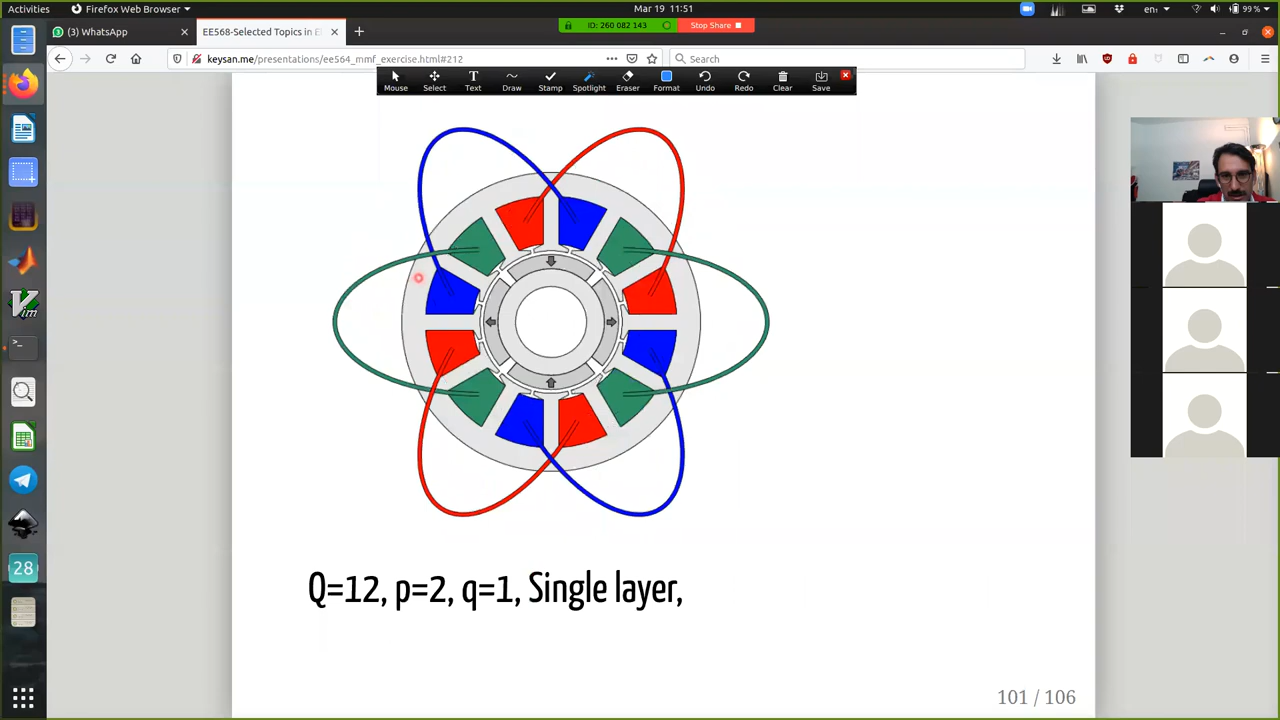 Activities
Firefox Web Browser
Mar 19 11:51
en
99 %
ID: 260 082 143
Stop Share
(3) WhatsApp
EE568-Selected Topics in E
keysan.me/presentations/ee564_mmf_exercise.html#212
Search
Mouse
Select
Text
Draw
Stamp
Spotlight
Eraser
Format
Undo
Redo
Clear
Save
28
Q=12, p=2, q=1, Single layer,
101 / 106